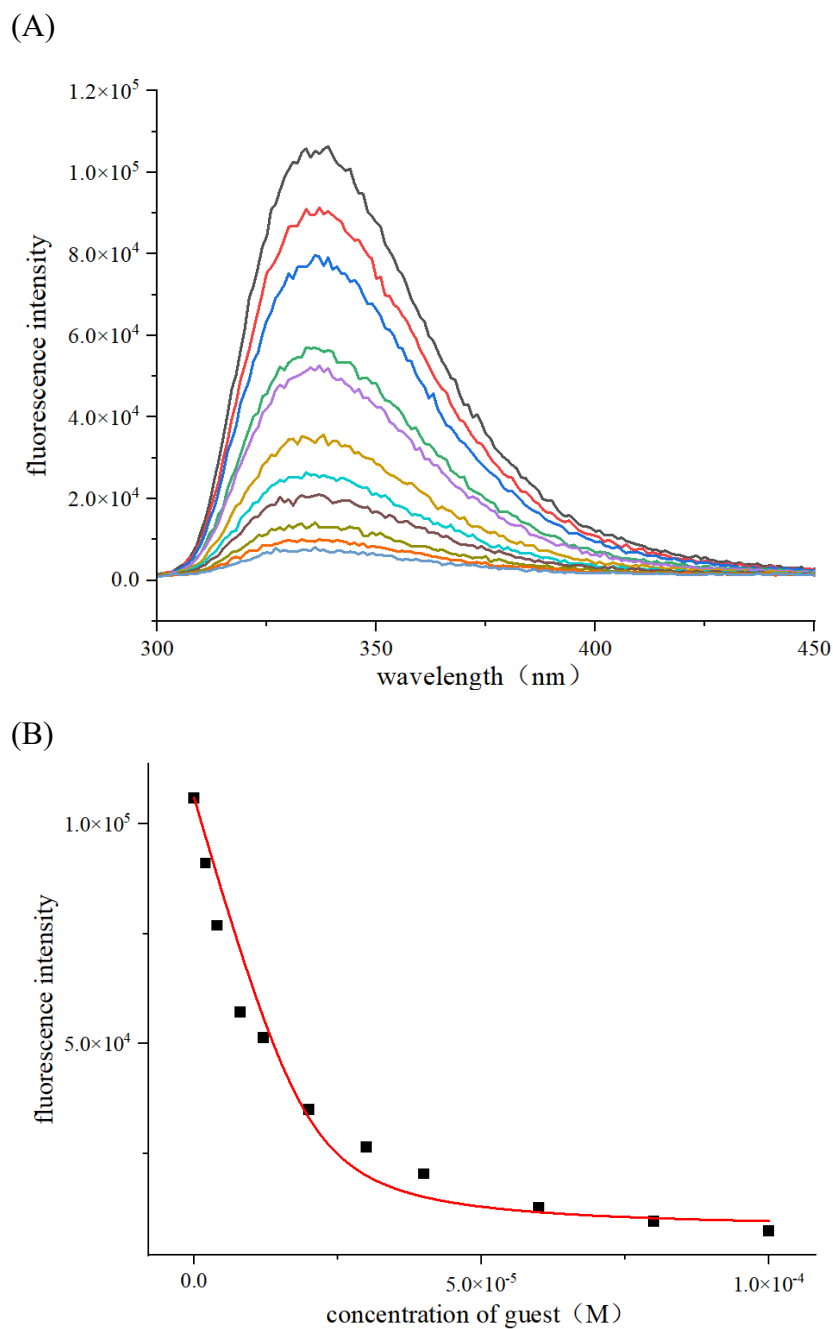 (A)
1.2×10⁵
1.0×10⁵
8.0×10⁴
6.0×10⁴
4.0×10⁴
2.0×10⁴
0.0
fluorescence intensity
300
350
400
450
wavelength（nm）
(B)
1.0×10⁵
5.0×10⁴
fluorescence intensity
0.0
5.0×10⁻⁵
1.0×10⁻⁴
concentration of guest（M）